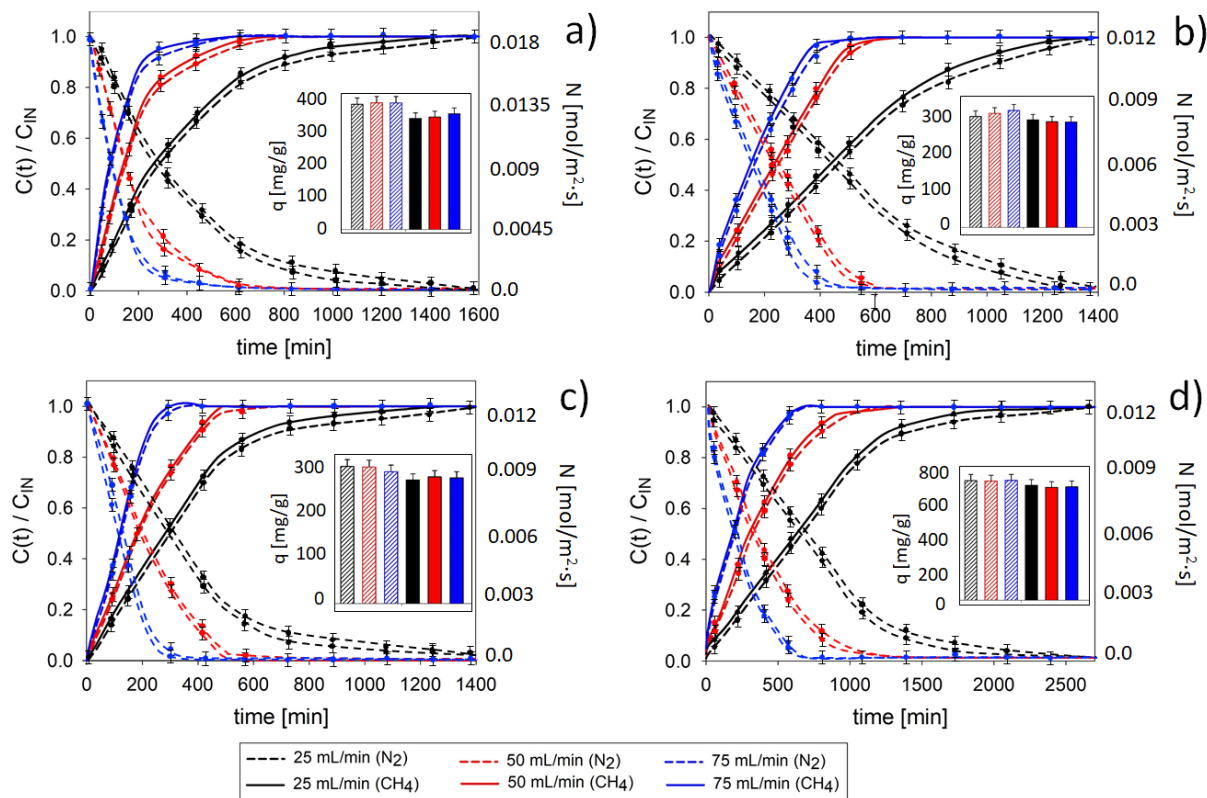 a)
1.0
0.8
0.6
0.4
0.2
0.0
C(t) / C_IN
0.018
0.0135
0.009
0.0045
0.0
N [mol/m²·s]
400
300
200
100
0
q [mg/g]
0 200 400 600 800 1000 1200 1400 1600
time [min]
b)
1.0
0.8
0.6
0.4
0.2
0.0
C(t) / C_IN
0.012
0.009
0.006
0.003
0.0
N [mol/m²·s]
300
200
100
0
q [mg/g]
0 200 400 600 800 1000 1200 1400
time [min]
c)
1.0
0.8
0.6
0.4
0.2
0.0
C(t) / C_IN
0.012
0.009
0.006
0.003
0.0
N [mol/m²·s]
300
200
100
0
q [mg/g]
0 200 400 600 800 1000 1200 1400
time [min]
d)
1.0
0.8
0.6
0.4
0.2
0.0
C(t) / C_IN
0.012
0.009
0.006
0.003
0.0
N [mol/m²·s]
800
600
400
200
0
q [mg/g]
0 500 1000 1500 2000 2500
time [min]
25 mL/min (N₂) 50 mL/min (N₂) 75 mL/min (N₂)
25 mL/min (CH₄) 50 mL/min (CH₄) 75 mL/min (CH₄)